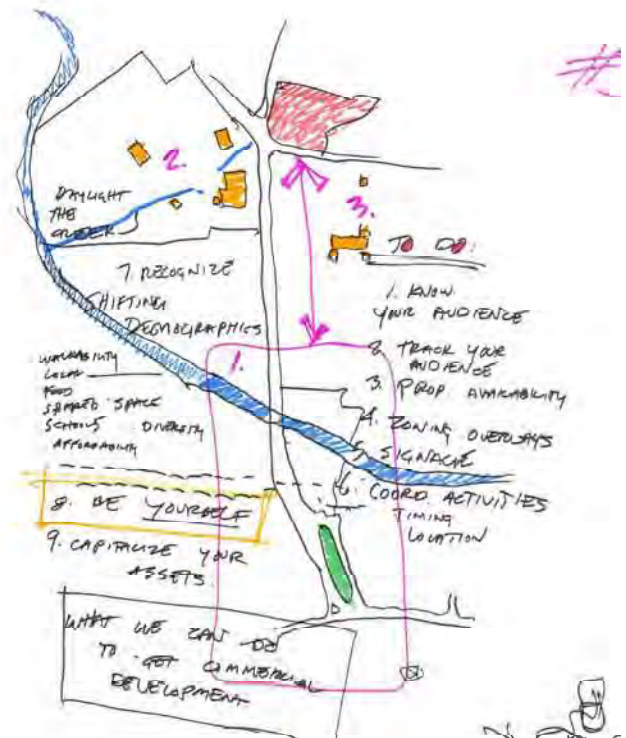 #
2.
DAYLIGHT
THE
CREEK
3.
TO DO:
1. KNOW
YOUR AUDIENCE
2 TRACK YOUR
AUDIENCE
3. PROP. AVAILABILITY
4. ZONING OVERLAYS
5 SIGNAGE
6 COORD. ACTIVITIES
TIMING
LOCATION
7. RECOGNIZE
SHIFTING
DEMOGRAPHICS
1.
WALKABILITY
LOCAL
FOOD
SHARED SPACE
SCHOOLS DIVERSITY
AFFORDABILITY
8. BE YOURSELF
9. CAPITALIZE YOUR
ASSETS.
WHAT WE CAN DO
TO GET COMMERCIAL
DEVELOPMENT